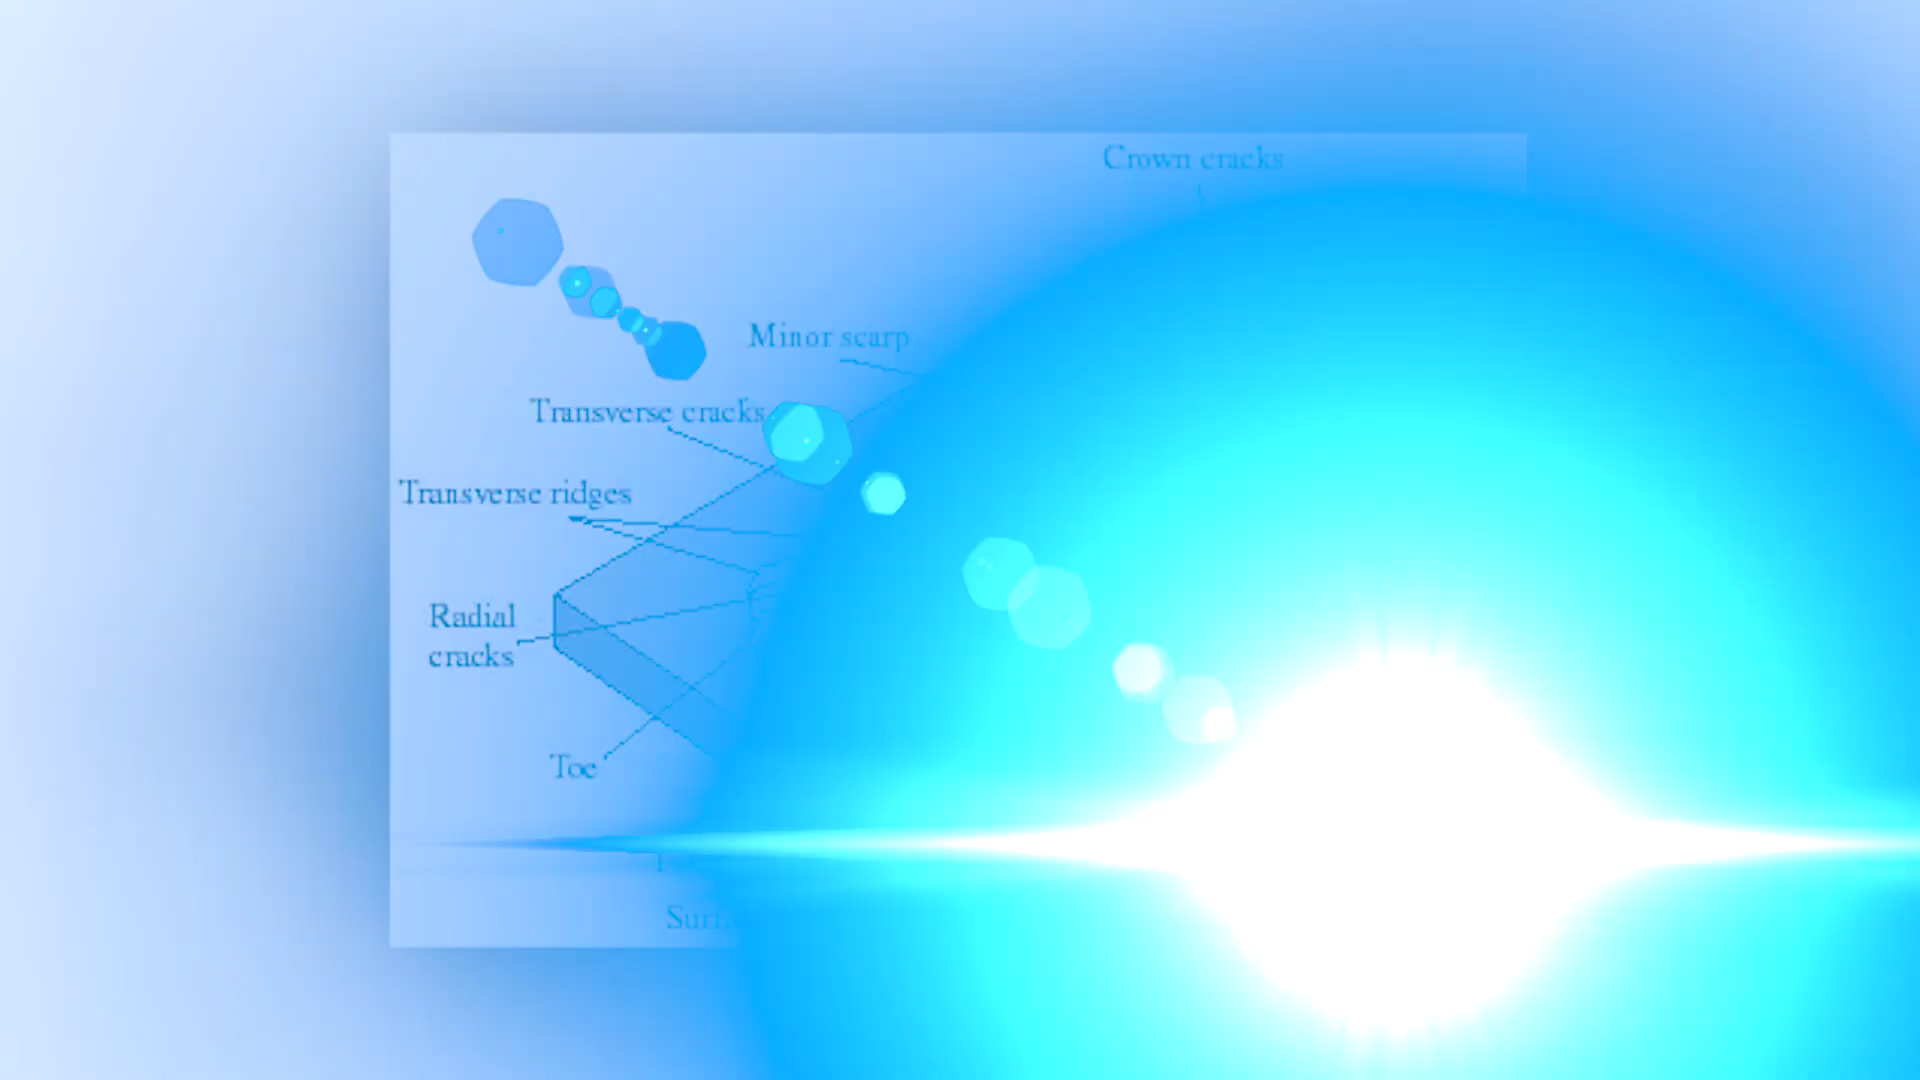 Crown cracks
Minor scarp
Transverse cracks
Transverse ridges
Radial
cracks
Toe